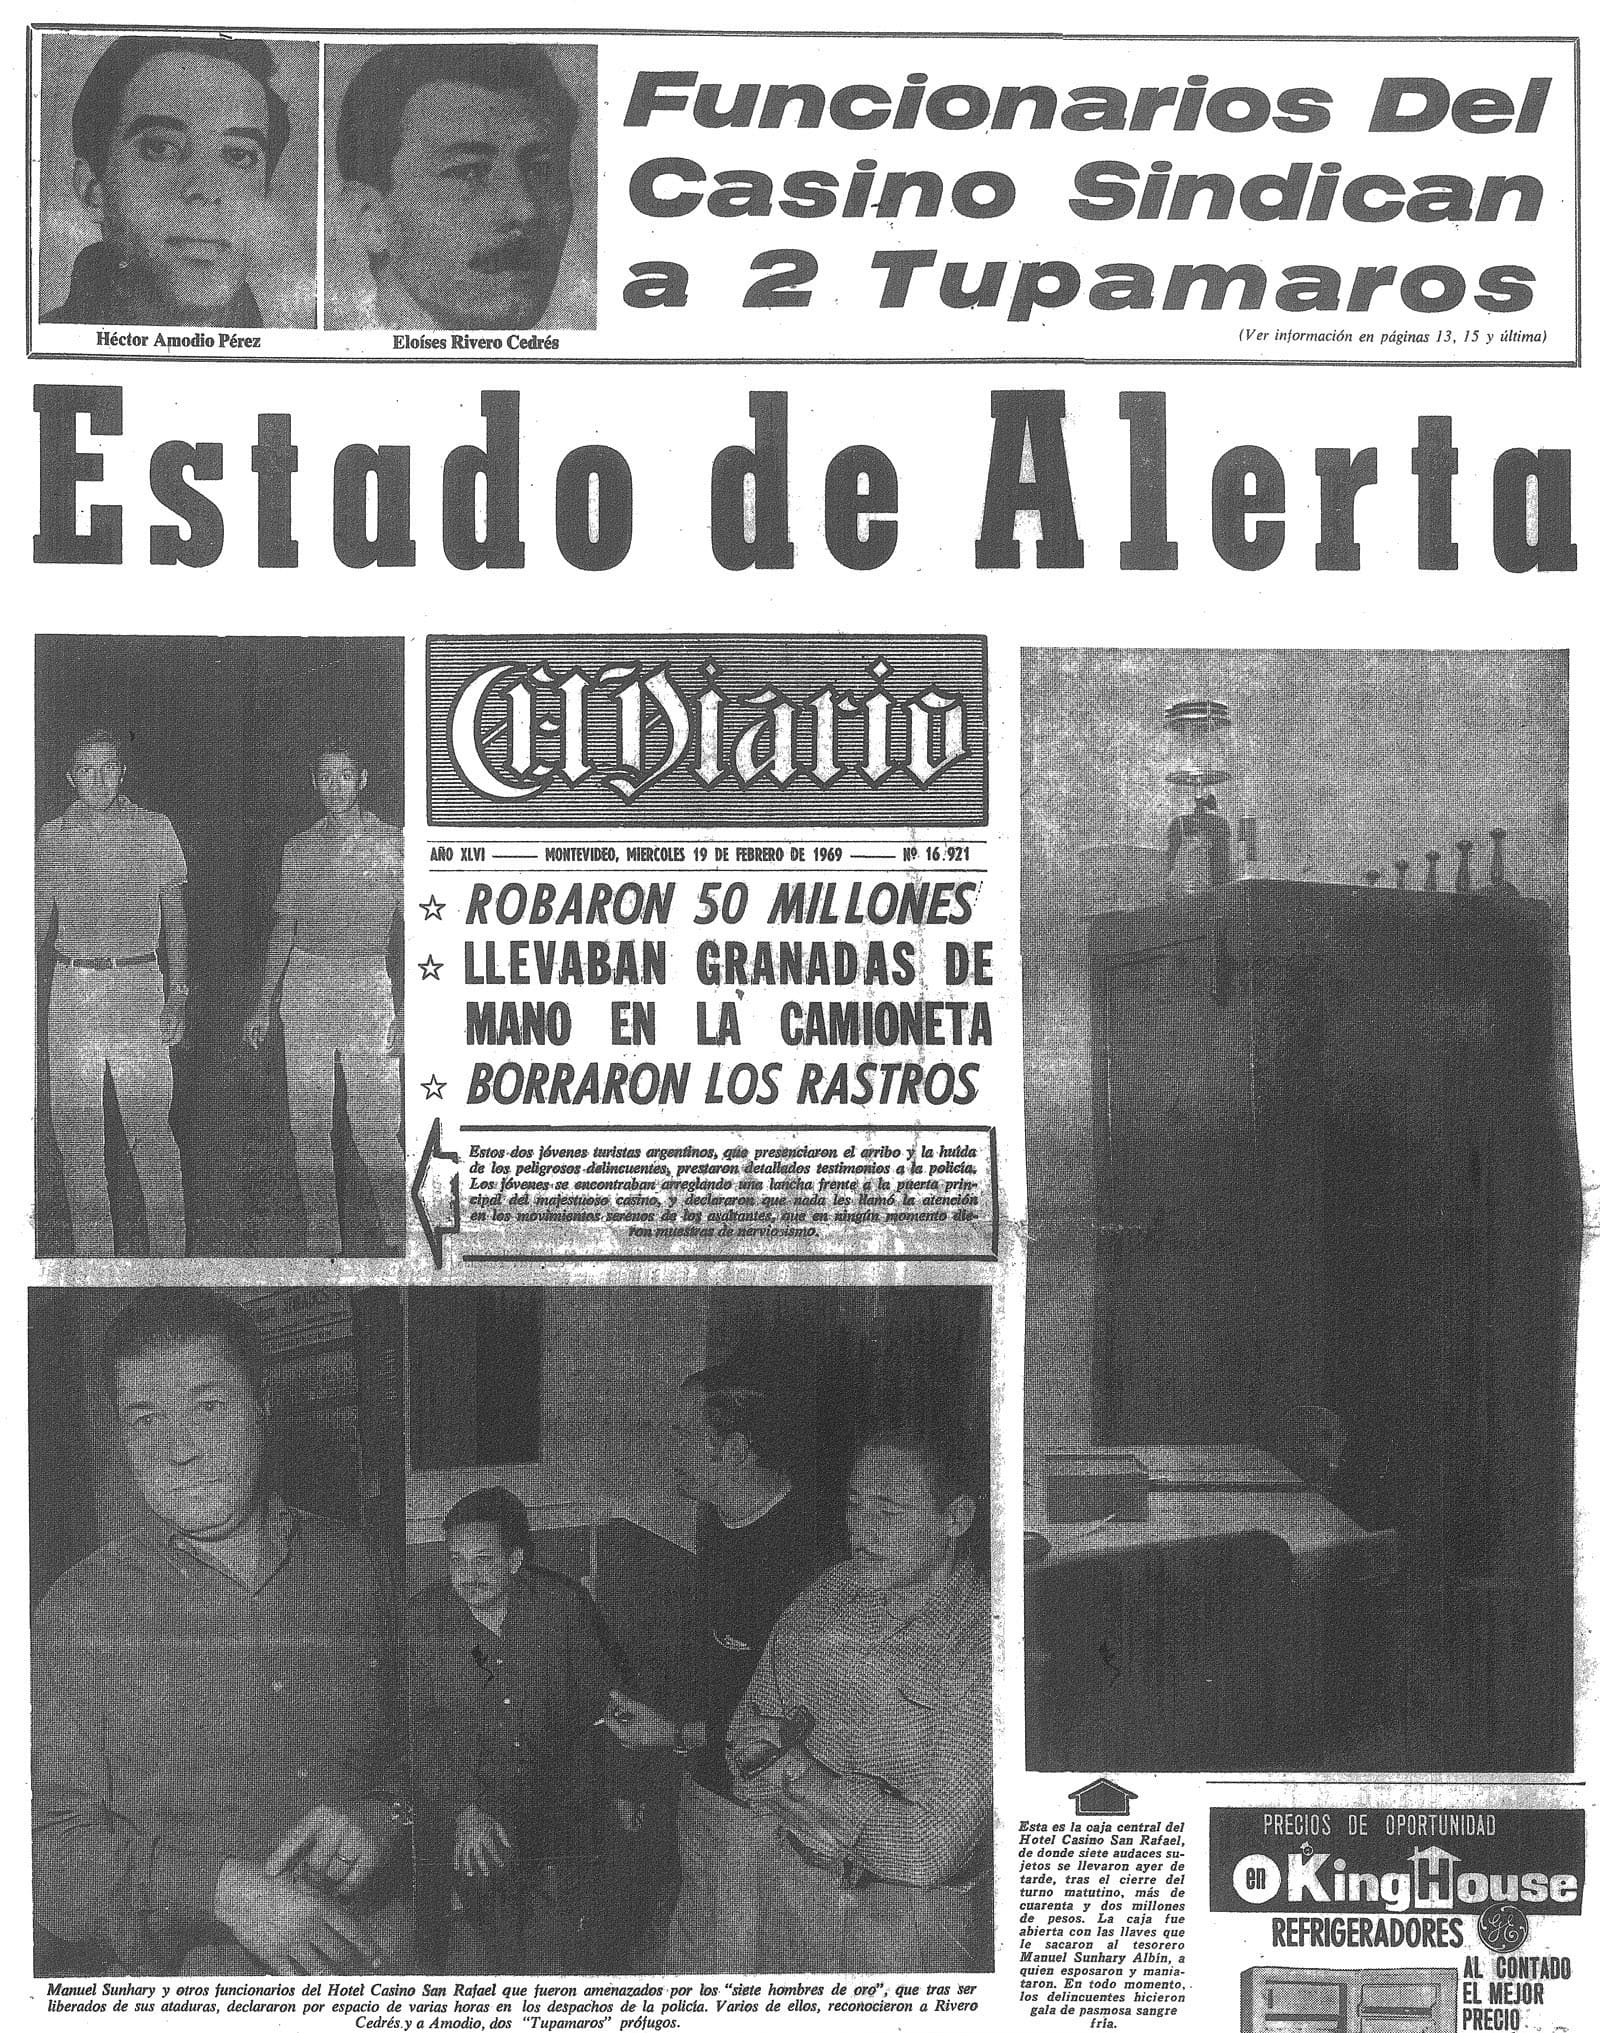 Funcionarios Del
Casino Sindican
a 2 Tupamaros
(Ver información en páginas 13, 15 y última)
Héctor Amodio Pérez
Eloíses Rivero Cedrés
Estado de Alerta
El Diario
AÑO XLVI —— MONTEVIDEO, MIERCOLES 19 DE FEBRERO DE 1969 —— Nº 16.921
☆ ROBARON 50 MILLONES
☆ LLEVABAN GRANADAS DE
MANO EN LA CAMIONETA
☆ BORRARON LOS RASTROS
Estos dos jóvenes turistas argentinos, que presenciaron el arribo y la huída
de los peligrosos delincuentes, prestaron detallados testimonios a la policía.
Los jóvenes se encontraban arreglando una lancha frente a la puerta prin-
cipal del majestuoso casino, y declararon que nada les llamó la atención
en los movimientos serenos de los asaltantes, que en ningún momento die-
ron muestras de nerviosismo.
Manuel Sunhary y otros funcionarios del Hotel Casino San Rafael que fueron amenazados por los "siete hombres de oro", que tras ser
liberados de sus ataduras, declararon por espacio de varias horas en los despachos de la policía. Varios de ellos, reconocieron a Rivero
Cedrés y a Amodio, dos "Tupamaros" prófugos.
Esta es la caja central del
Hotel Casino San Rafael,
de donde siete audaces su-
jetos se llevaron ayer de
tarde, tras el cierre del
turno matutino, más de
cuarenta y dos millones
de pesos. La caja fue
abierta con las llaves que
le sacaron al tesorero
Manuel Sunhary Albín, a
quien esposaron y mania-
taron. En todo momento,
los delincuentes hicieron
gala de pasmosa sangre
fría.
PRECIOS DE OPORTUNIDAD
en King House
REFRIGERADORES GE
AL CONTADO
EL MEJOR
PRECIO